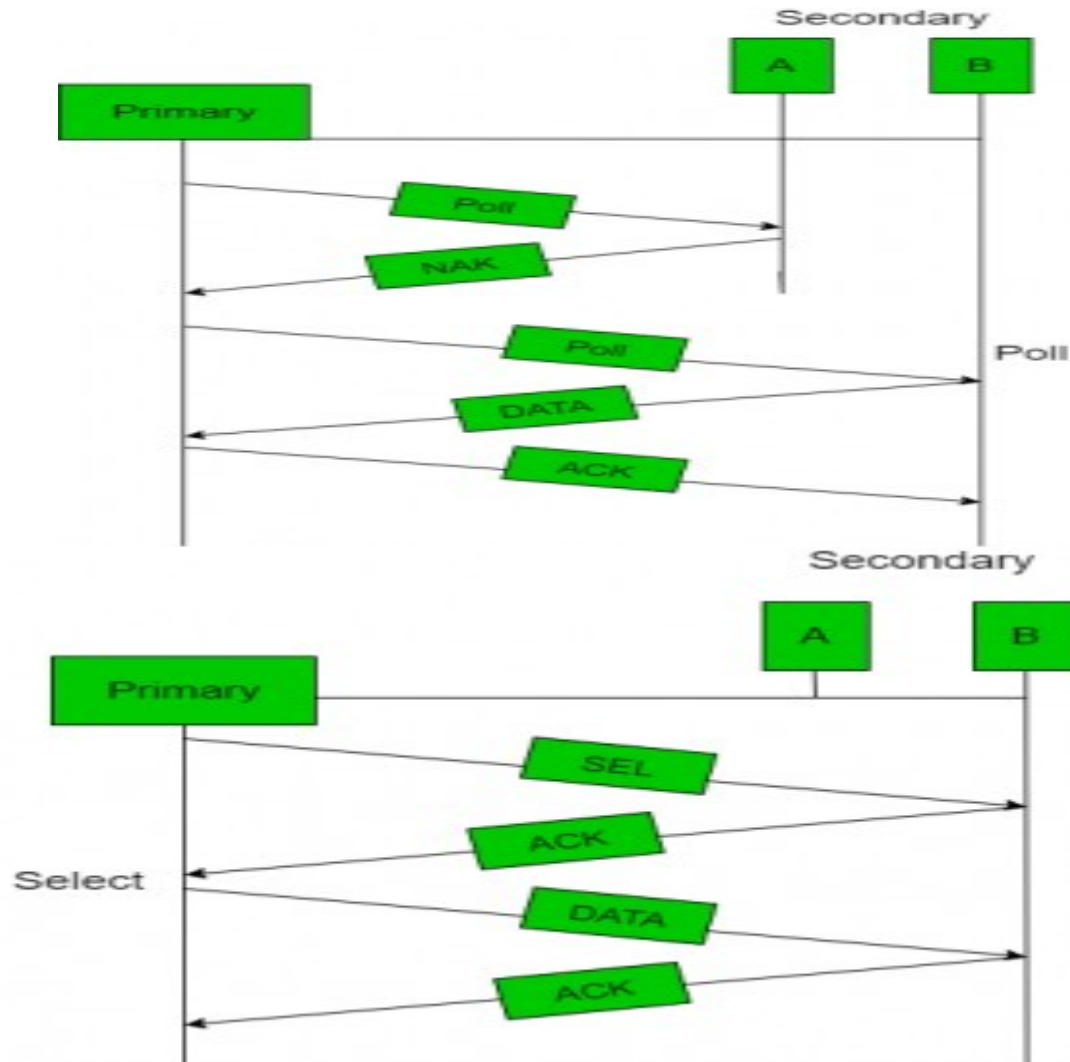 Secondary
A B
Primary
Poll
NAK
Poll
Poll
DATA
ACK
Secondary
A B
Primary
SEL
ACK
Select
DATA
ACK